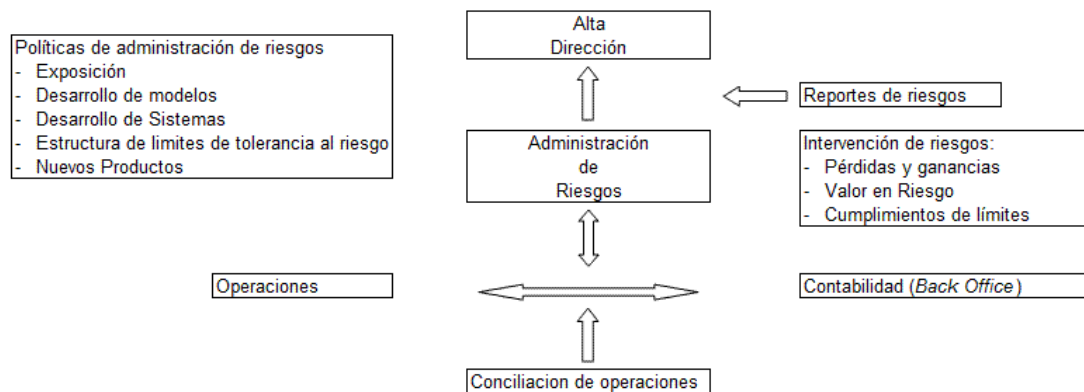 Alta
Dirección
Políticas de administración de riesgos
- Exposición
- Desarrollo de modelos
- Desarrollo de Sistemas
- Estructura de limites de tolerancia al riesgo
- Nuevos Productos
Reportes de riesgos
Administración
de
Riesgos
Intervención de riesgos:
- Pérdidas y ganancias
- Valor en Riesgo
- Cumplimientos de límites
Operaciones
Contabilidad (Back Office)
Conciliacion de operaciones